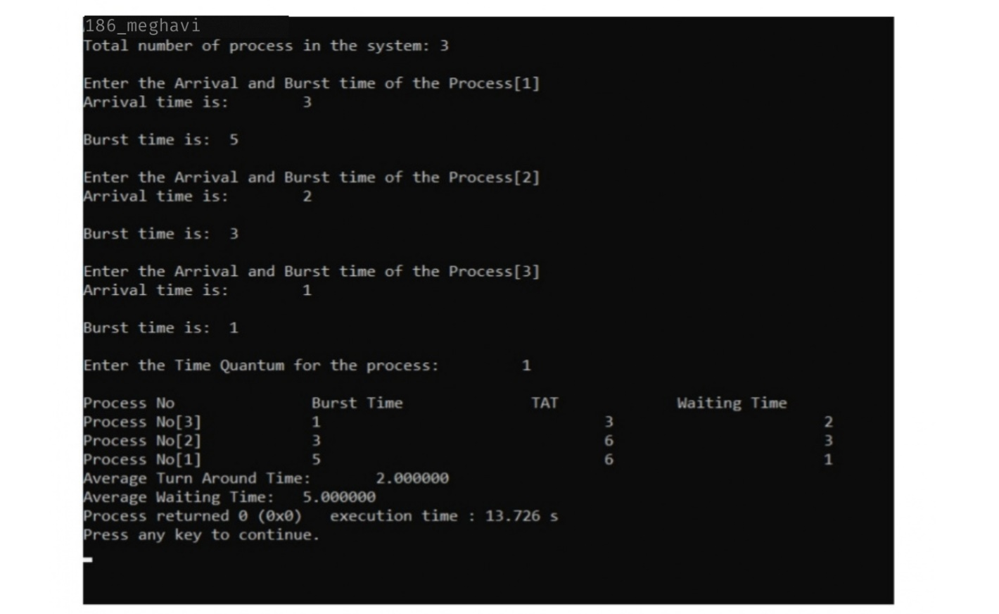 186_meghavi
Total number of process in the system: 3
Enter the Arrival and Burst time of the Process[1]
Arrival time is: 3
Burst time is: 5
Enter the Arrival and Burst time of the Process[2]
Arrival time is: 2
Burst time is: 3
Enter the Arrival and Burst time of the Process[3]
Arrival time is: 1
Burst time is: 1
Enter the Time Quantum for the process: 1
Process No Burst Time TAT Waiting Time
Process No[3] 1 3 2
Process No[2] 3 6 3
Process No[1] 5 6 1
Average Turn Around Time: 2.000000
Average Waiting Time: 5.000000
Process returned 0 (0x0) execution time : 13.726 s
Press any key to continue.